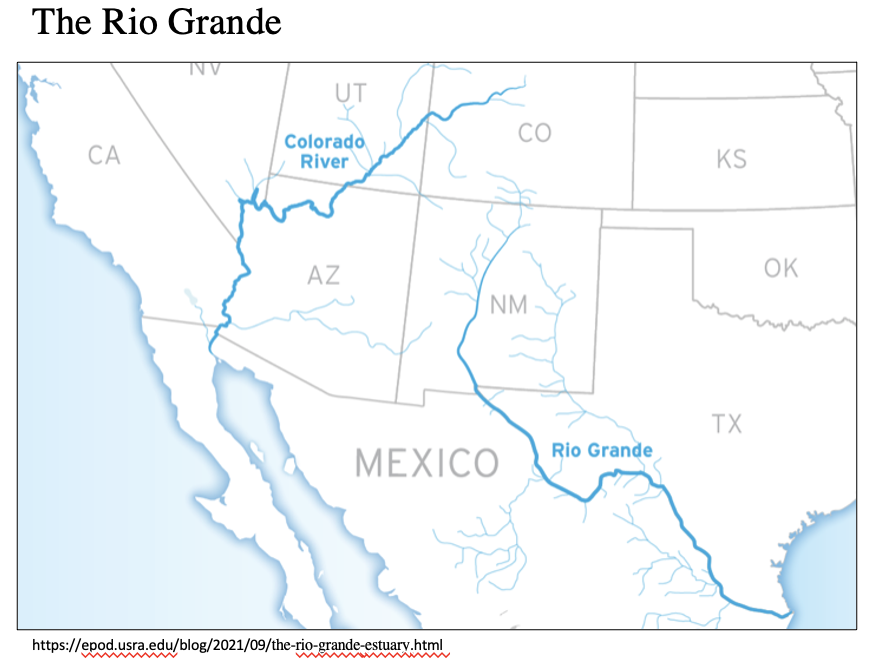 The Rio Grande
NV
UT
CO
Colorado
River
CA
KS
AZ
OK
NM
TX
Rio Grande
MEXICO
https://epod.usra.edu/blog/2021/09/the-rio-grande-estuary.html